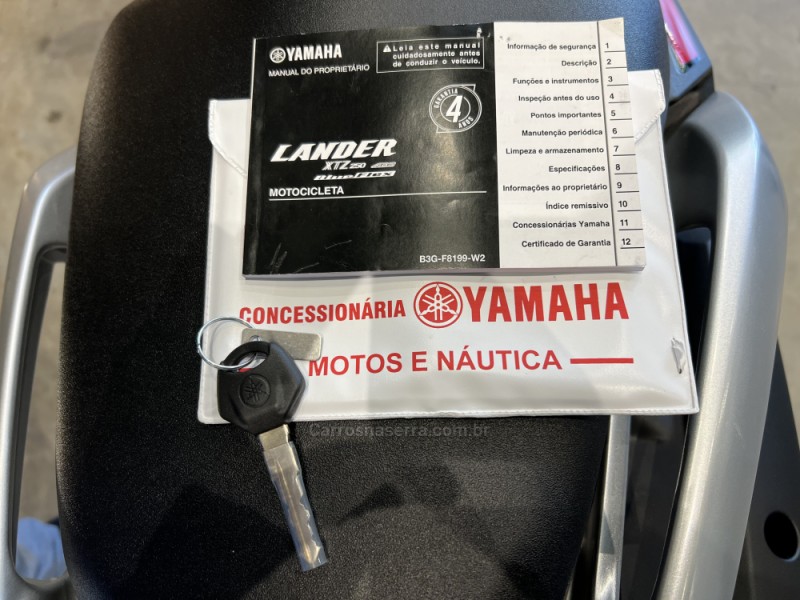 YAMAHA
MANUAL DO PROPRIETÁRIO
Leia este manual
cuidadosamente antes
de conduzir o veículo.
GARANTIA
4
ANOS
LANDER
XTZ250 ABS
BlueFlex
MOTOCICLETA
B3G-F8199-W2
Informação de segurança 1
Descrição 2
Funções e instrumentos 3
Inspeção antes do uso 4
Pontos importantes 5
Manutenção periódica 6
Limpeza e armazenamento 7
Especificações 8
Informações ao proprietário 9
Índice remissivo 10
Concessionárias Yamaha 11
Certificado de Garantia 12
CONCESSIONÁRIA YAMAHA
MOTOS E NÁUTICA
Carrosnaserra.com.br